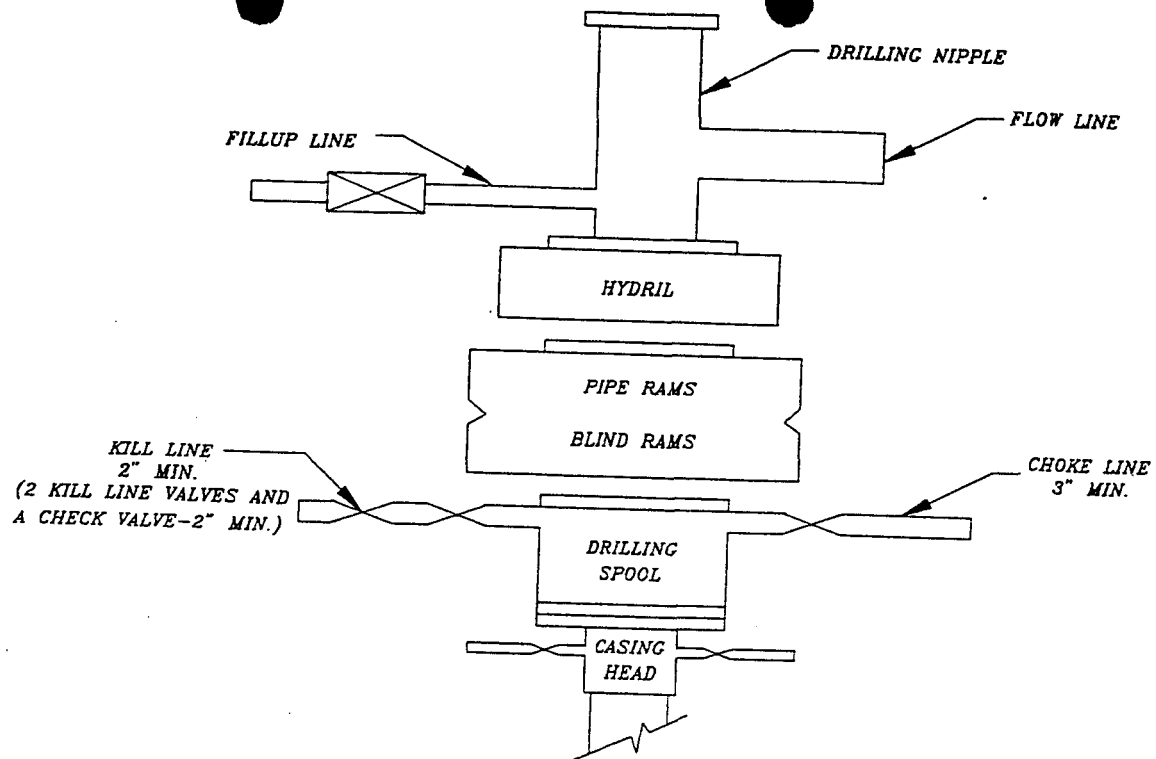 DRILLING NIPPLE
FLOW LINE
FILLUP LINE
HYDRIL
PIPE RAMS
BLIND RAMS
KILL LINE
2" MIN.
(2 KILL LINE VALVES AND
A CHECK VALVE-2" MIN.)
CHOKE LINE
3" MIN.
DRILLING
SPOOL
CASING
HEAD